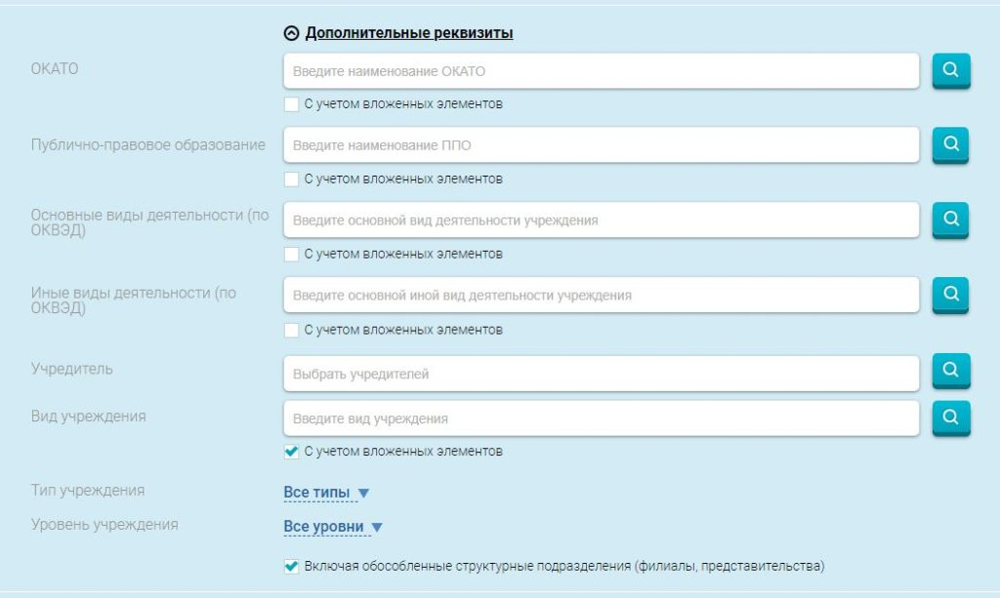 Дополнительные реквизиты
ОКАТО
Введите наименование ОКАТО
С учетом вложенных элементов
Публично-правовое образование
Введите наименование ППО
С учетом вложенных элементов
Основные виды деятельности (по
ОКВЭД)
Введите основной вид деятельности учреждения
С учетом вложенных элементов
Иные виды деятельности (по
ОКВЭД)
Введите основной иной вид деятельности учреждения
С учетом вложенных элементов
Учредитель
Выбрать учредителей
Вид учреждения
Введите вид учреждения
С учетом вложенных элементов
Тип учреждения
Все типы
Уровень учреждения
Все уровни
Включая обособленные структурные подразделения (филиалы, представительства)